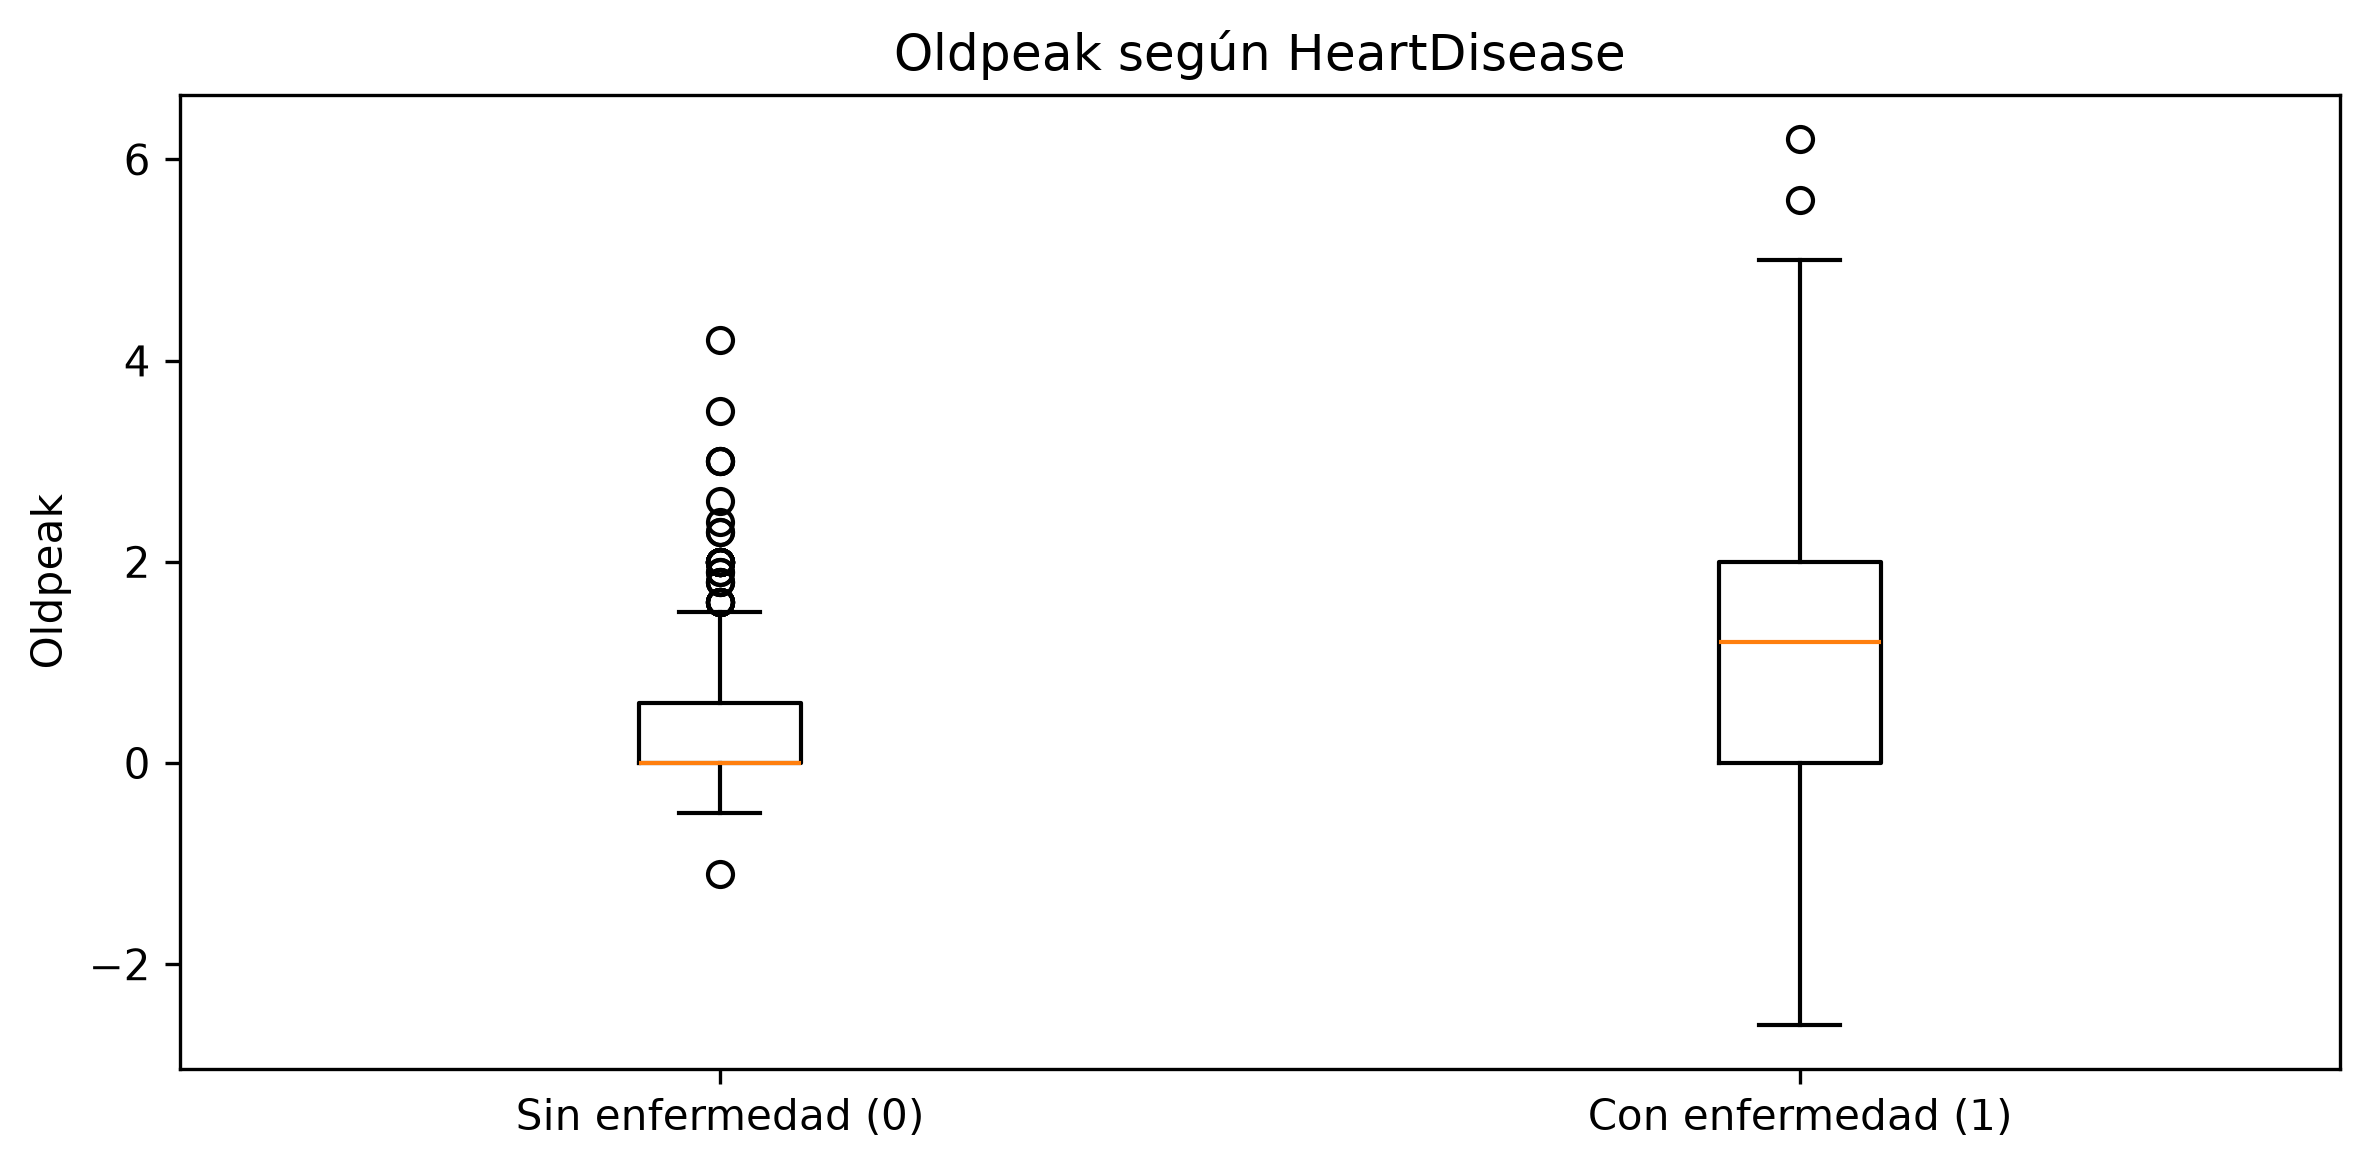 Oldpeak según HeartDisease
6
4
2
0
−2
Oldpeak
Sin enfermedad (0)
Con enfermedad (1)